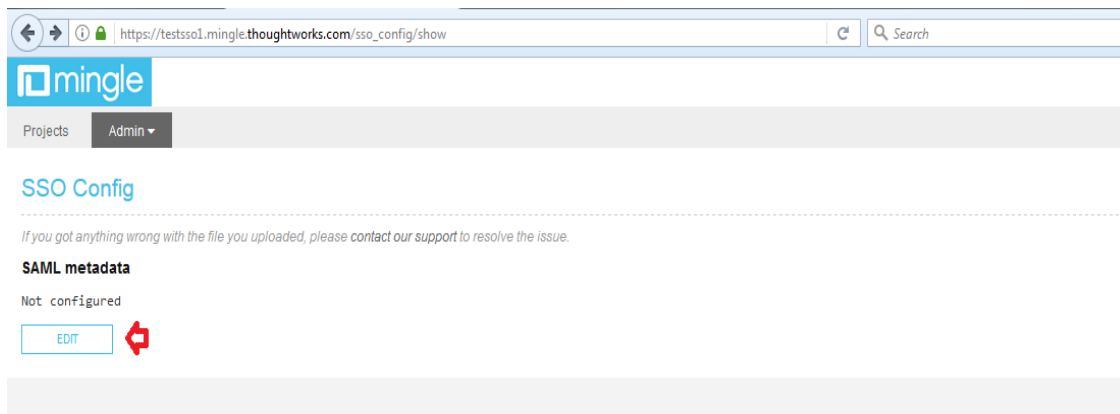 https://testsso1.mingle.thoughtworks.com/sso_config/show
Search
mingle
Projects Admin
SSO Config
If you got anything wrong with the file you uploaded, please contact our support to resolve the issue.
SAML metadata
Not configured
EDIT